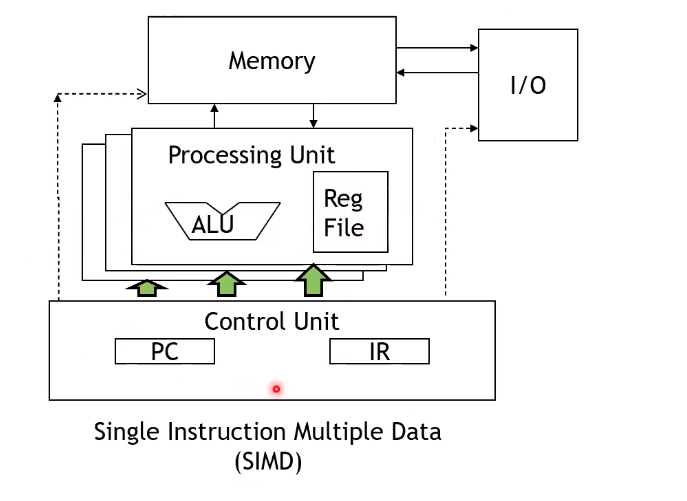 Memory
I/O
Processing Unit
ALU
Reg
File
Control Unit
PC
IR
Single Instruction Multiple Data
(SIMD)